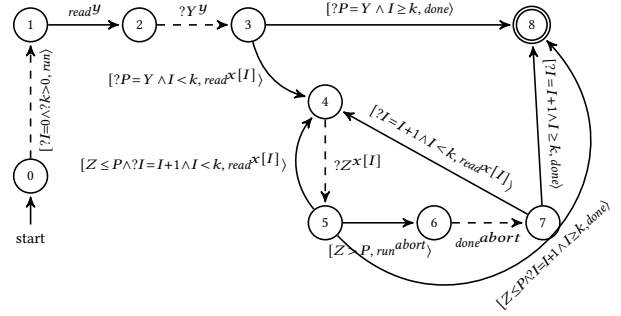 1
read^y
2
?Y^y
3
[?P=Y ∧ I ≥ k, done⟩
8
[?I=0∧?k>0, run⟩
[?P=Y ∧I<k, read^x[I]⟩
4
[?I=I+1∧I<k, read^x[I]⟩
[?I=I+1∧I ≥ k, done⟩
[Z ≤P∧?I=I+1∧I<k, read^x[I]⟩
?Z^x[I]
0
start
5
6
7
[Z>P, run^abort⟩
done^abort
[Z≤P∧?I=I+1∧I≥k, done⟩